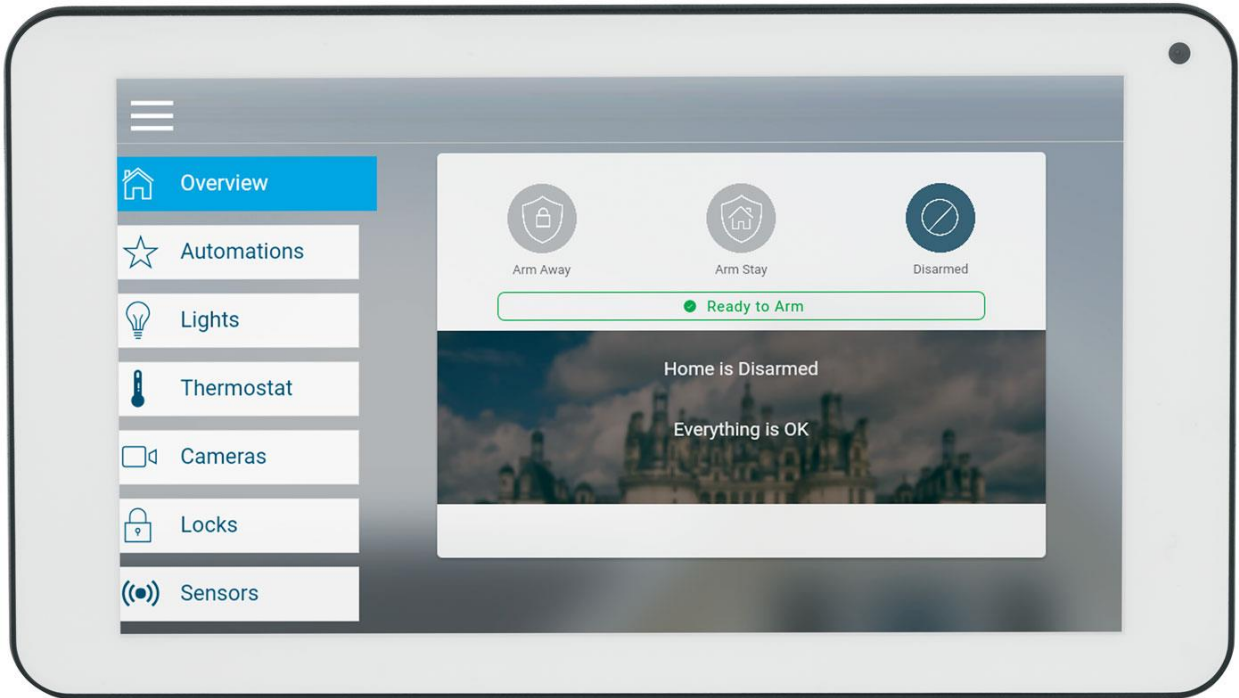 Overview
Automations
Lights
Thermostat
Cameras
Locks
Sensors
Arm Away
Arm Stay
Disarmed
Ready to Arm
Home is Disarmed
Everything is OK